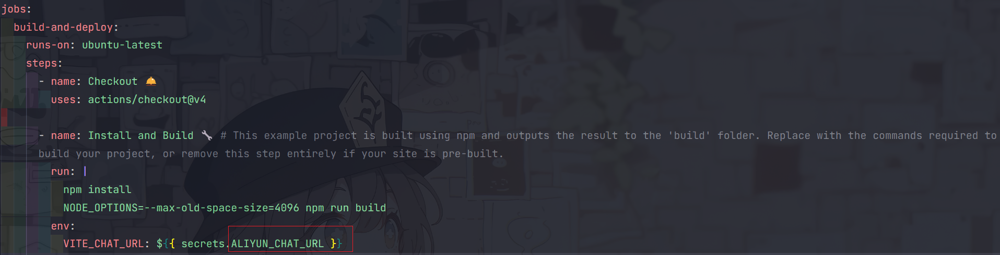 jobs:
build-and-deploy:
runs-on: ubuntu-latest
steps:
- name: Checkout 🛎️
uses: actions/checkout@v4
- name: Install and Build 🔧 # This example project is built using npm and outputs the result to the 'build' folder. Replace with the commands required to
build your project, or remove this step entirely if your site is pre-built.
run: |
npm install
NODE_OPTIONS=--max-old-space-size=4096 npm run build
env:
VITE_CHAT_URL: ${{ secrets.ALIYUN_CHAT_URL }}